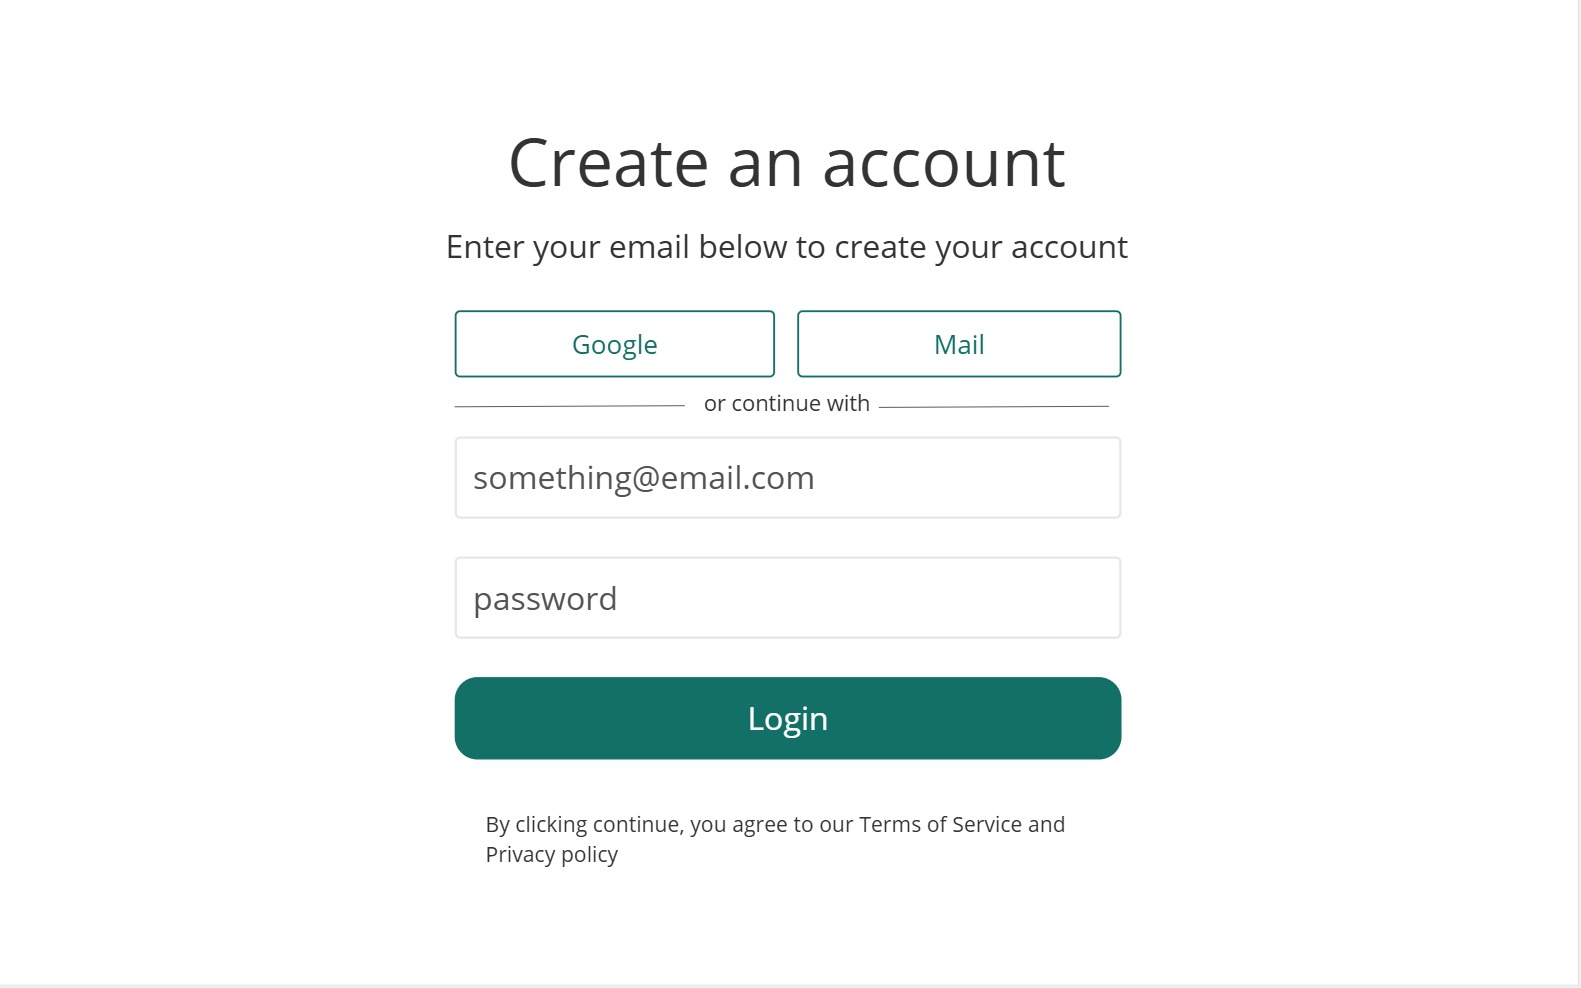 Create an account
Enter your email below to create your account
Google
Mail
or continue with
something@email.com
password
Login
By clicking continue, you agree to our Terms of Service and
Privacy policy